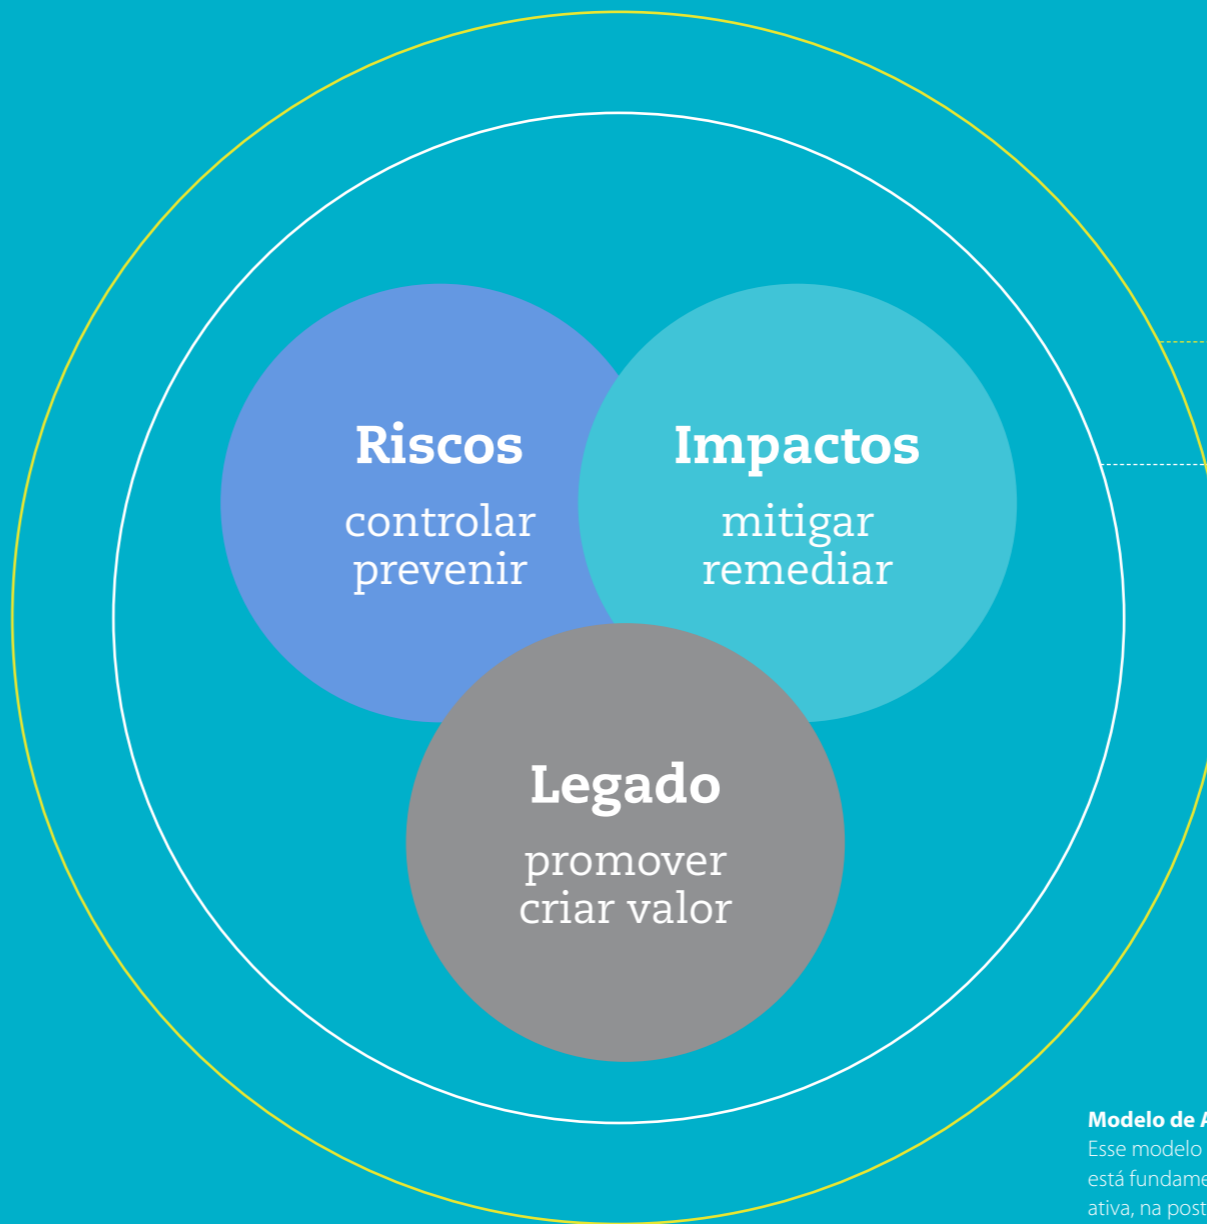 Riscos
controlar
prevenir
Impactos
mitigar
remediar
Legado
promover
criar valor
Modelo de A
Esse modelo
está fundame
ativa, na post